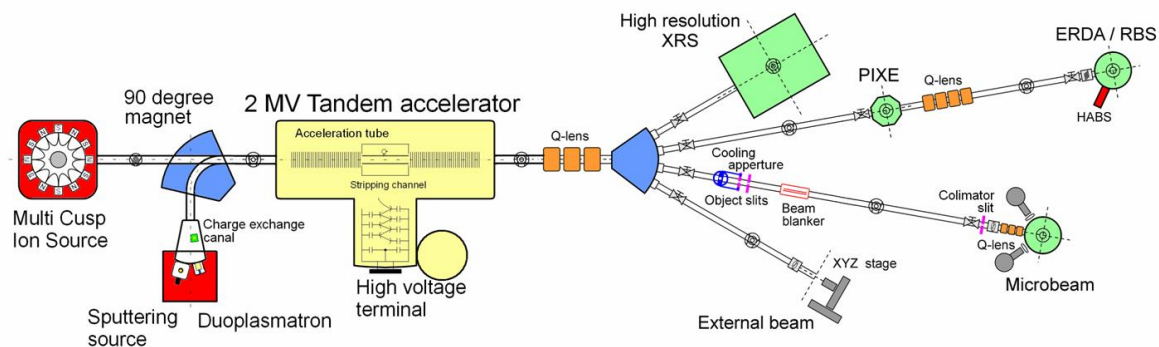 High resolution
XRS
ERDA / RBS
PIXE
Q-lens
HABS
90 degree
magnet
2 MV Tandem accelerator
Acceleration tube
Stripping channel
Q-lens
Multi Cusp
Ion Source
Charge exchange
canal
Sputtering
source
Duoplasmatron
High voltage
terminal
Cooling
apperture
Object slits
Beam
blanker
Colimator
slit
Q-lens
Microbeam
XYZ stage
External beam